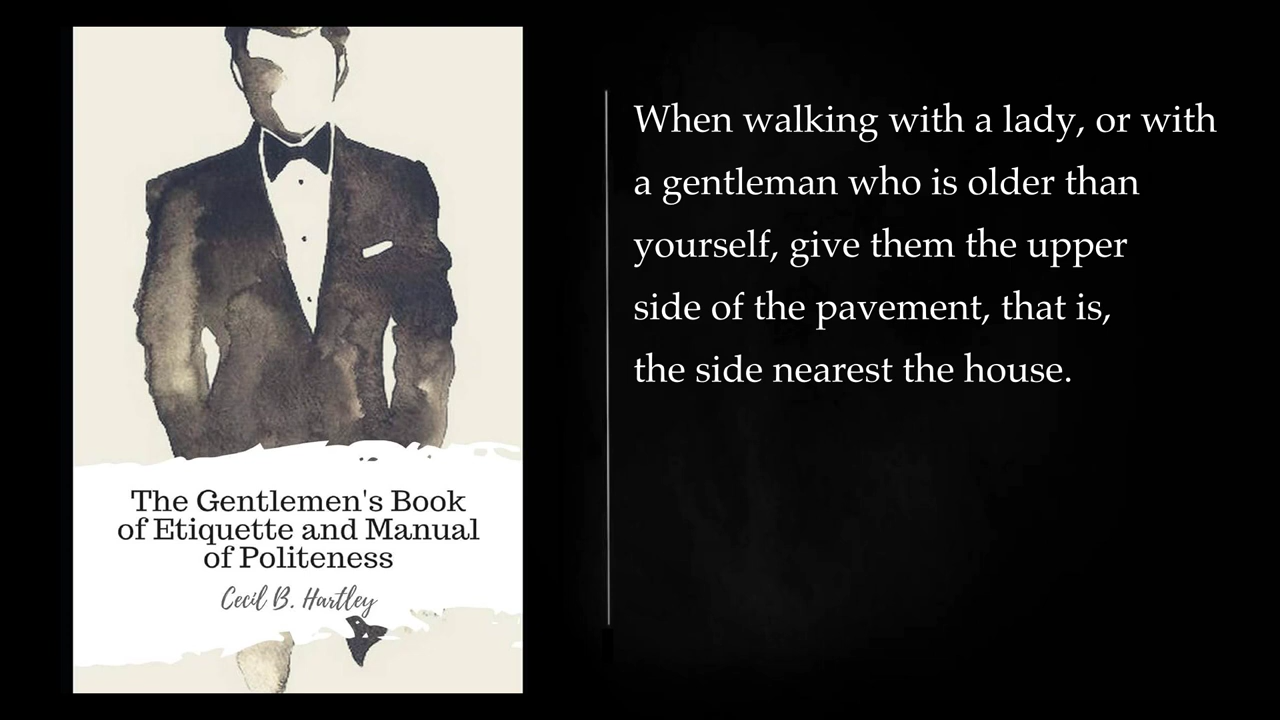 The Gentlemen's Book
of Etiquette and Manual
of Politeness
Cecil B. Hartley
When walking with a lady, or with
a gentleman who is older than
yourself, give them the upper
side of the pavement, that is,
the side nearest the house.